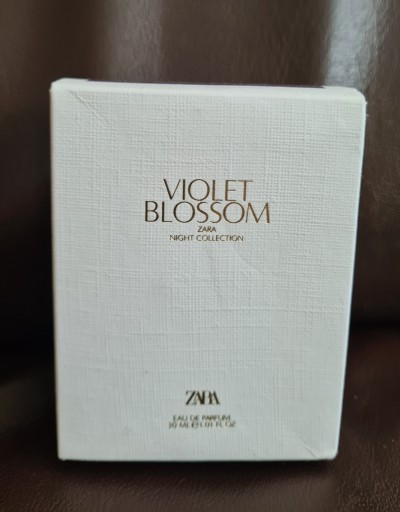 VIOLET
BLOSSOM
ZARA
NIGHT COLLECTION
ZARA
EAU DE PARFUM
30 ML ℮ 1.01 FL OZ